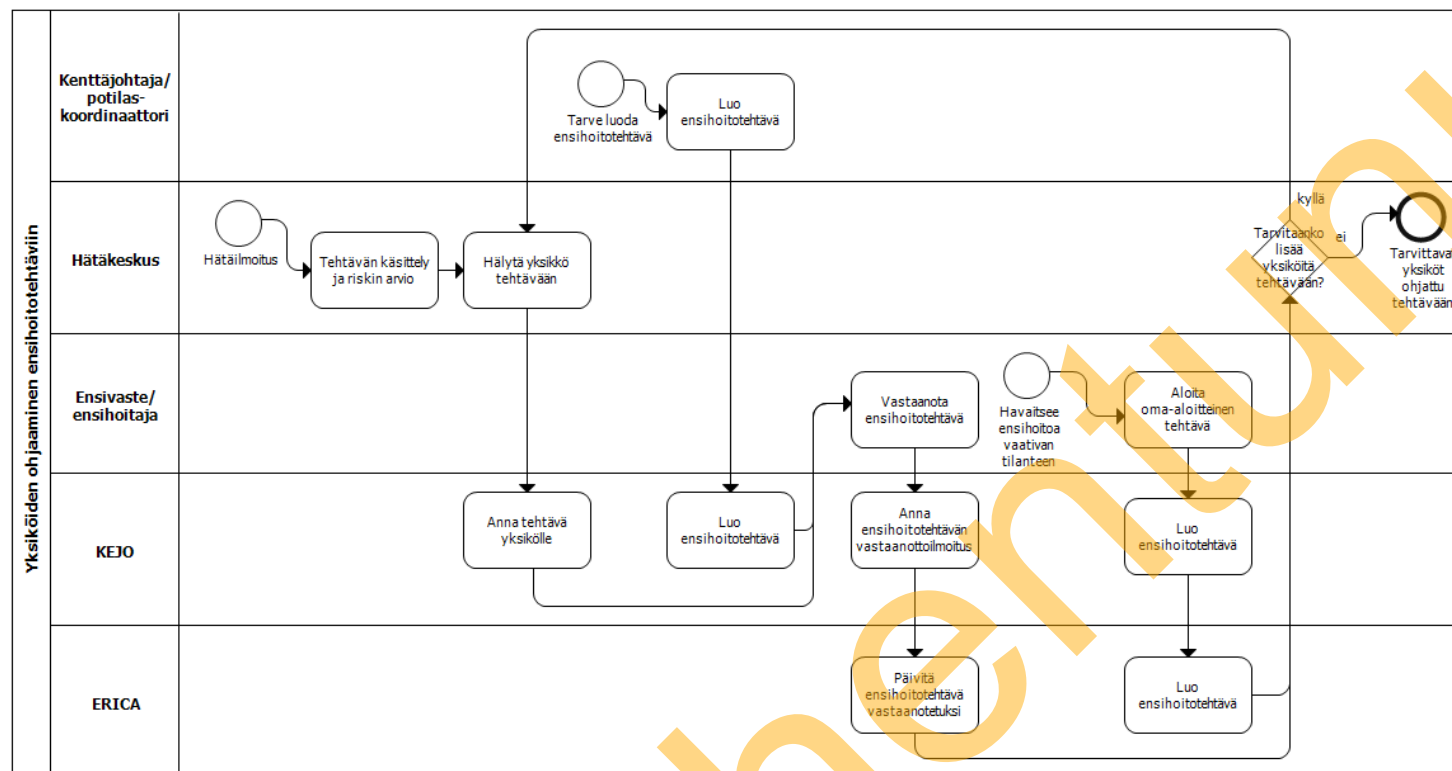 Yksiköiden ohjaaminen ensihoitotehtäviin
Kenttäjohtaja/
potilas-
koordinaattori
Tarve luoda
ensihoitotehtävä
Luo
ensihoitotehtävä
Hätäkeskus
Hätäilmoitus
Tehtävän käsittely
ja riskin arvio
Hälytä yksikkö
tehtävään
Tarvitaanko
lisää
yksiköitä
tehtävään?
kyllä
ei
Tarvittavat
yksiköt
ohjattu
tehtävään
Ensivaste/
ensihoitaja
Vastaanota
ensihoitotehtävä
Havaitsee
ensihoitoa
vaativan
tilanteen
Aloita
oma-aloitteinen
tehtävä
KEJO
Anna tehtävä
yksikölle
Luo
ensihoitotehtävä
Anna
ensihoitotehtävän
vastaanottoilmoitus
Luo
ensihoitotehtävä
ERICA
Päivitä
ensihoitotehtävä
vastaanotetuksi
Luo
ensihoitotehtävä